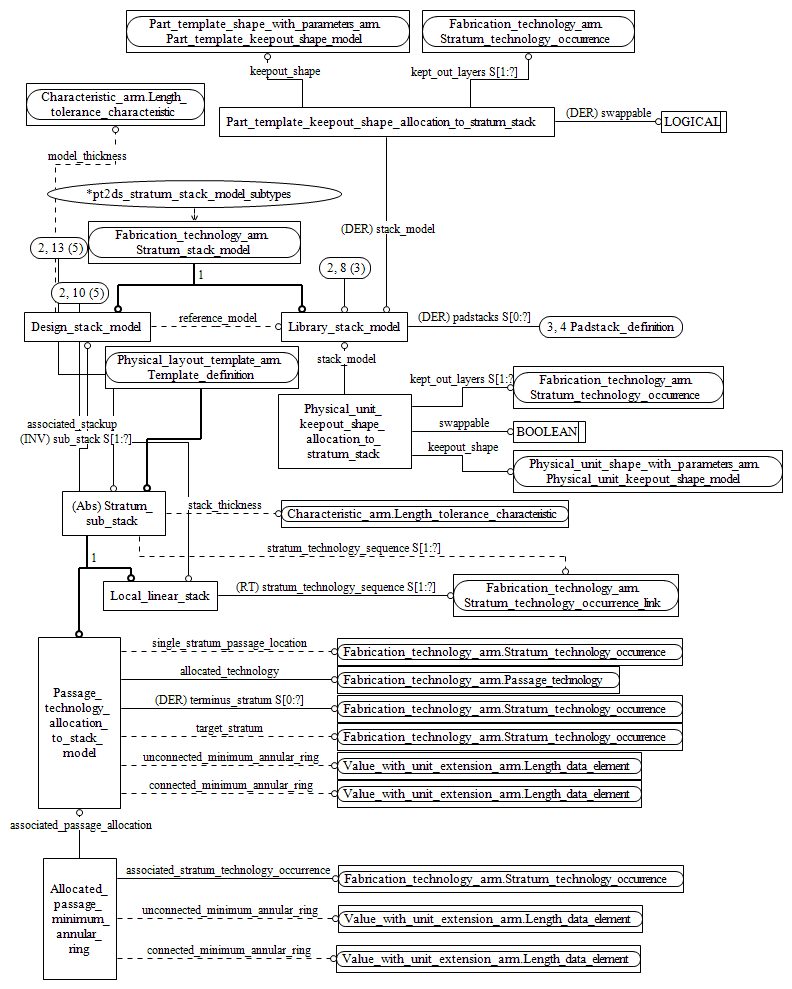 Part_template_shape_with_parameters_arm.
Part_template_keepout_shape_model
Fabrication_technology_arm.
Stratum_technology_occurrence
keepout_shape
kept_out_layers S[1:?]
Characteristic_arm.Length_
tolerance_characteristic
Part_template_keepout_shape_allocation_to_stratum_stack
(DER) swappable
LOGICAL
model_thickness
*pt2ds_stratum_stack_model_subtypes
Fabrication_technology_arm.
Stratum_stack_model
(DER) stack_model
2, 13 (5)
1
2, 8 (3)
2, 10 (5)
Design_stack_model
reference_model
Library_stack_model
(DER) padstacks S[0:?]
3, 4 Padstack_definition
stack_model
Physical_layout_template_arm.
Template_definition
kept_out_layers S[1:?
Fabrication_technology_arm.
Stratum_technology_occurrence
Physical_unit_
keepout_shape_
allocation_to_
stratum_stack
swappable
BOOLEAN
associated_stackup
(INV) sub_stack S[1:?]
keepout_shape
Physical_unit_shape_with_parameters_arm.
Physical_unit_keepout_shape_model
(Abs) Stratum_
sub_stack
stack_thickness
Characteristic_arm.Length_tolerance_characteristic
stratum_technology_sequence S[1:?]
1
Local_linear_stack
(RT) stratum_technology_sequence S[1:?]
Fabrication_technology_arm.
Stratum_technology_occurrence_link
Passage_
technology_
allocation_
to_stack_
model
single_stratum_passage_location
Fabrication_technology_arm.Stratum_technology_occurrence
allocated_technology
Fabrication_technology_arm.Passage_technology
(DER) terminus_stratum S[0:?]
Fabrication_technology_arm.Stratum_technology_occurrence
target_stratum
Fabrication_technology_arm.Stratum_technology_occurrence
unconnected_minimum_annular_ring
Value_with_unit_extension_arm.Length_data_element
connected_minimum_annular_ring
Value_with_unit_extension_arm.Length_data_element
associated_passage_allocation
Allocated_
passage_
minimum_
annular_
ring
associated_stratum_technology_occurrence
Fabrication_technology_arm.Stratum_technology_occurrence
unconnected_minimum_annular_ring
Value_with_unit_extension_arm.Length_data_element
connected_minimum_annular_ring
Value_with_unit_extension_arm.Length_data_element